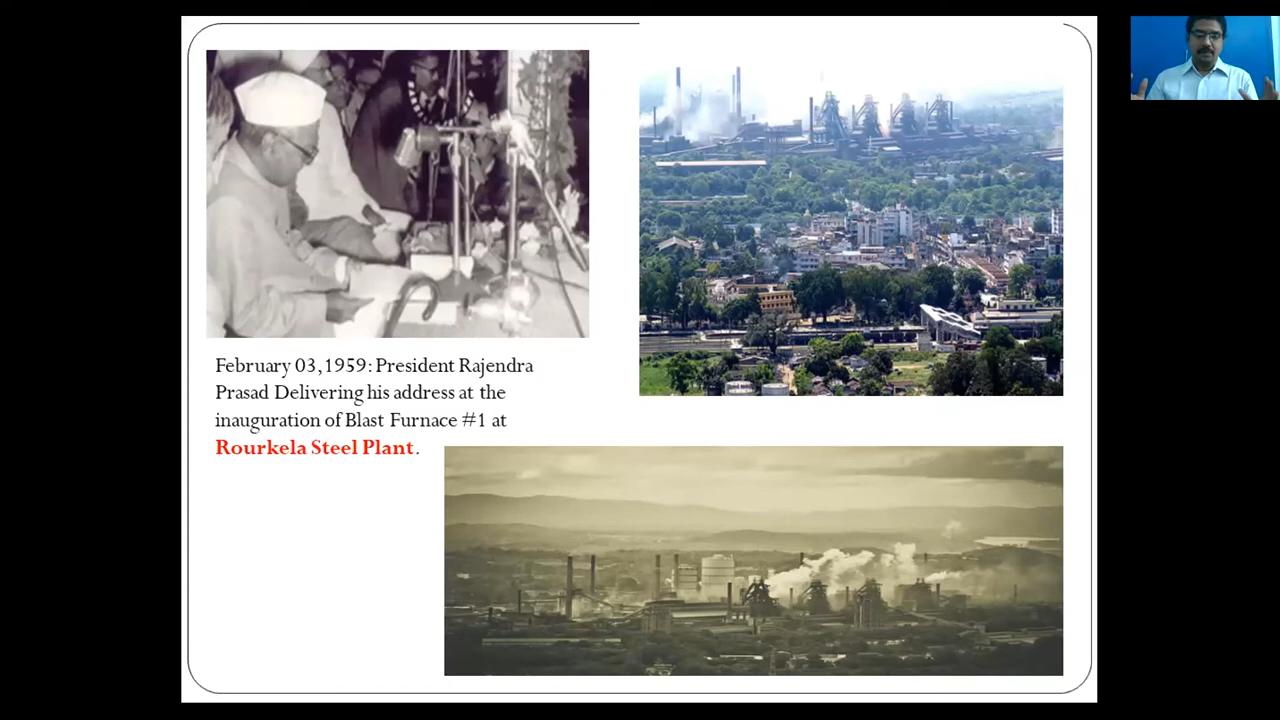 February 03,1959: President Rajendra
Prasad Delivering his address at the
inauguration of Blast Furnace #1 at
Rourkela Steel Plant.